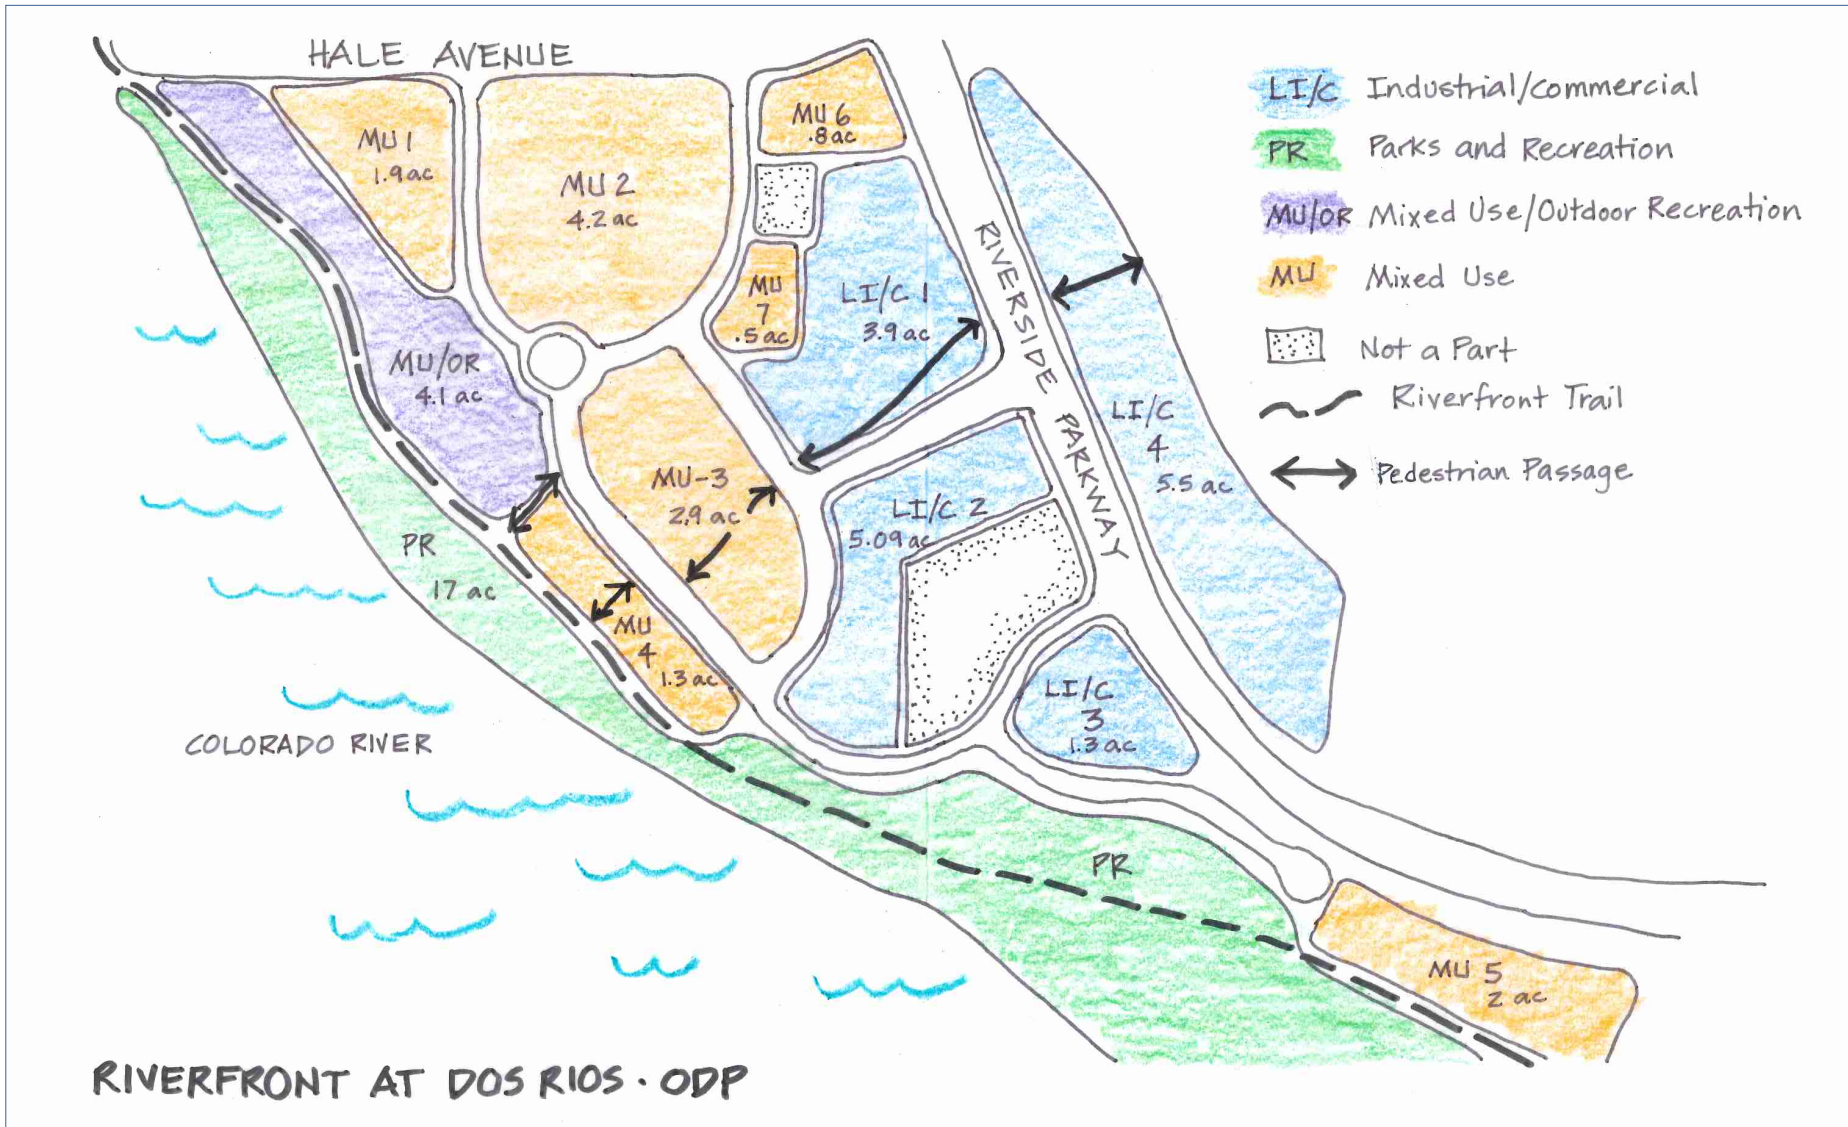 HALE AVENUE
MU 1
1.9 ac
MU 2
4.2 ac
MU 6
.8 ac
MU
7
.5 ac
LI/C 1
3.9 ac
RIVERSIDE PARKWAY
LI/C
4
5.5 ac
MU/OR
4.1 ac
MU-3
2.9 ac
LI/C 2
5.09 ac
PR
17 ac
MU
4
1.3 ac
LI/C
3
1.3 ac
COLORADO RIVER
PR
MU 5
2 ac
LI/C Industrial/Commercial
PR Parks and Recreation
MU/OR Mixed Use/Outdoor Recreation
MU Mixed Use
Not a Part
Riverfront Trail
Pedestrian Passage
RIVERFRONT AT DOS RIOS · ODP